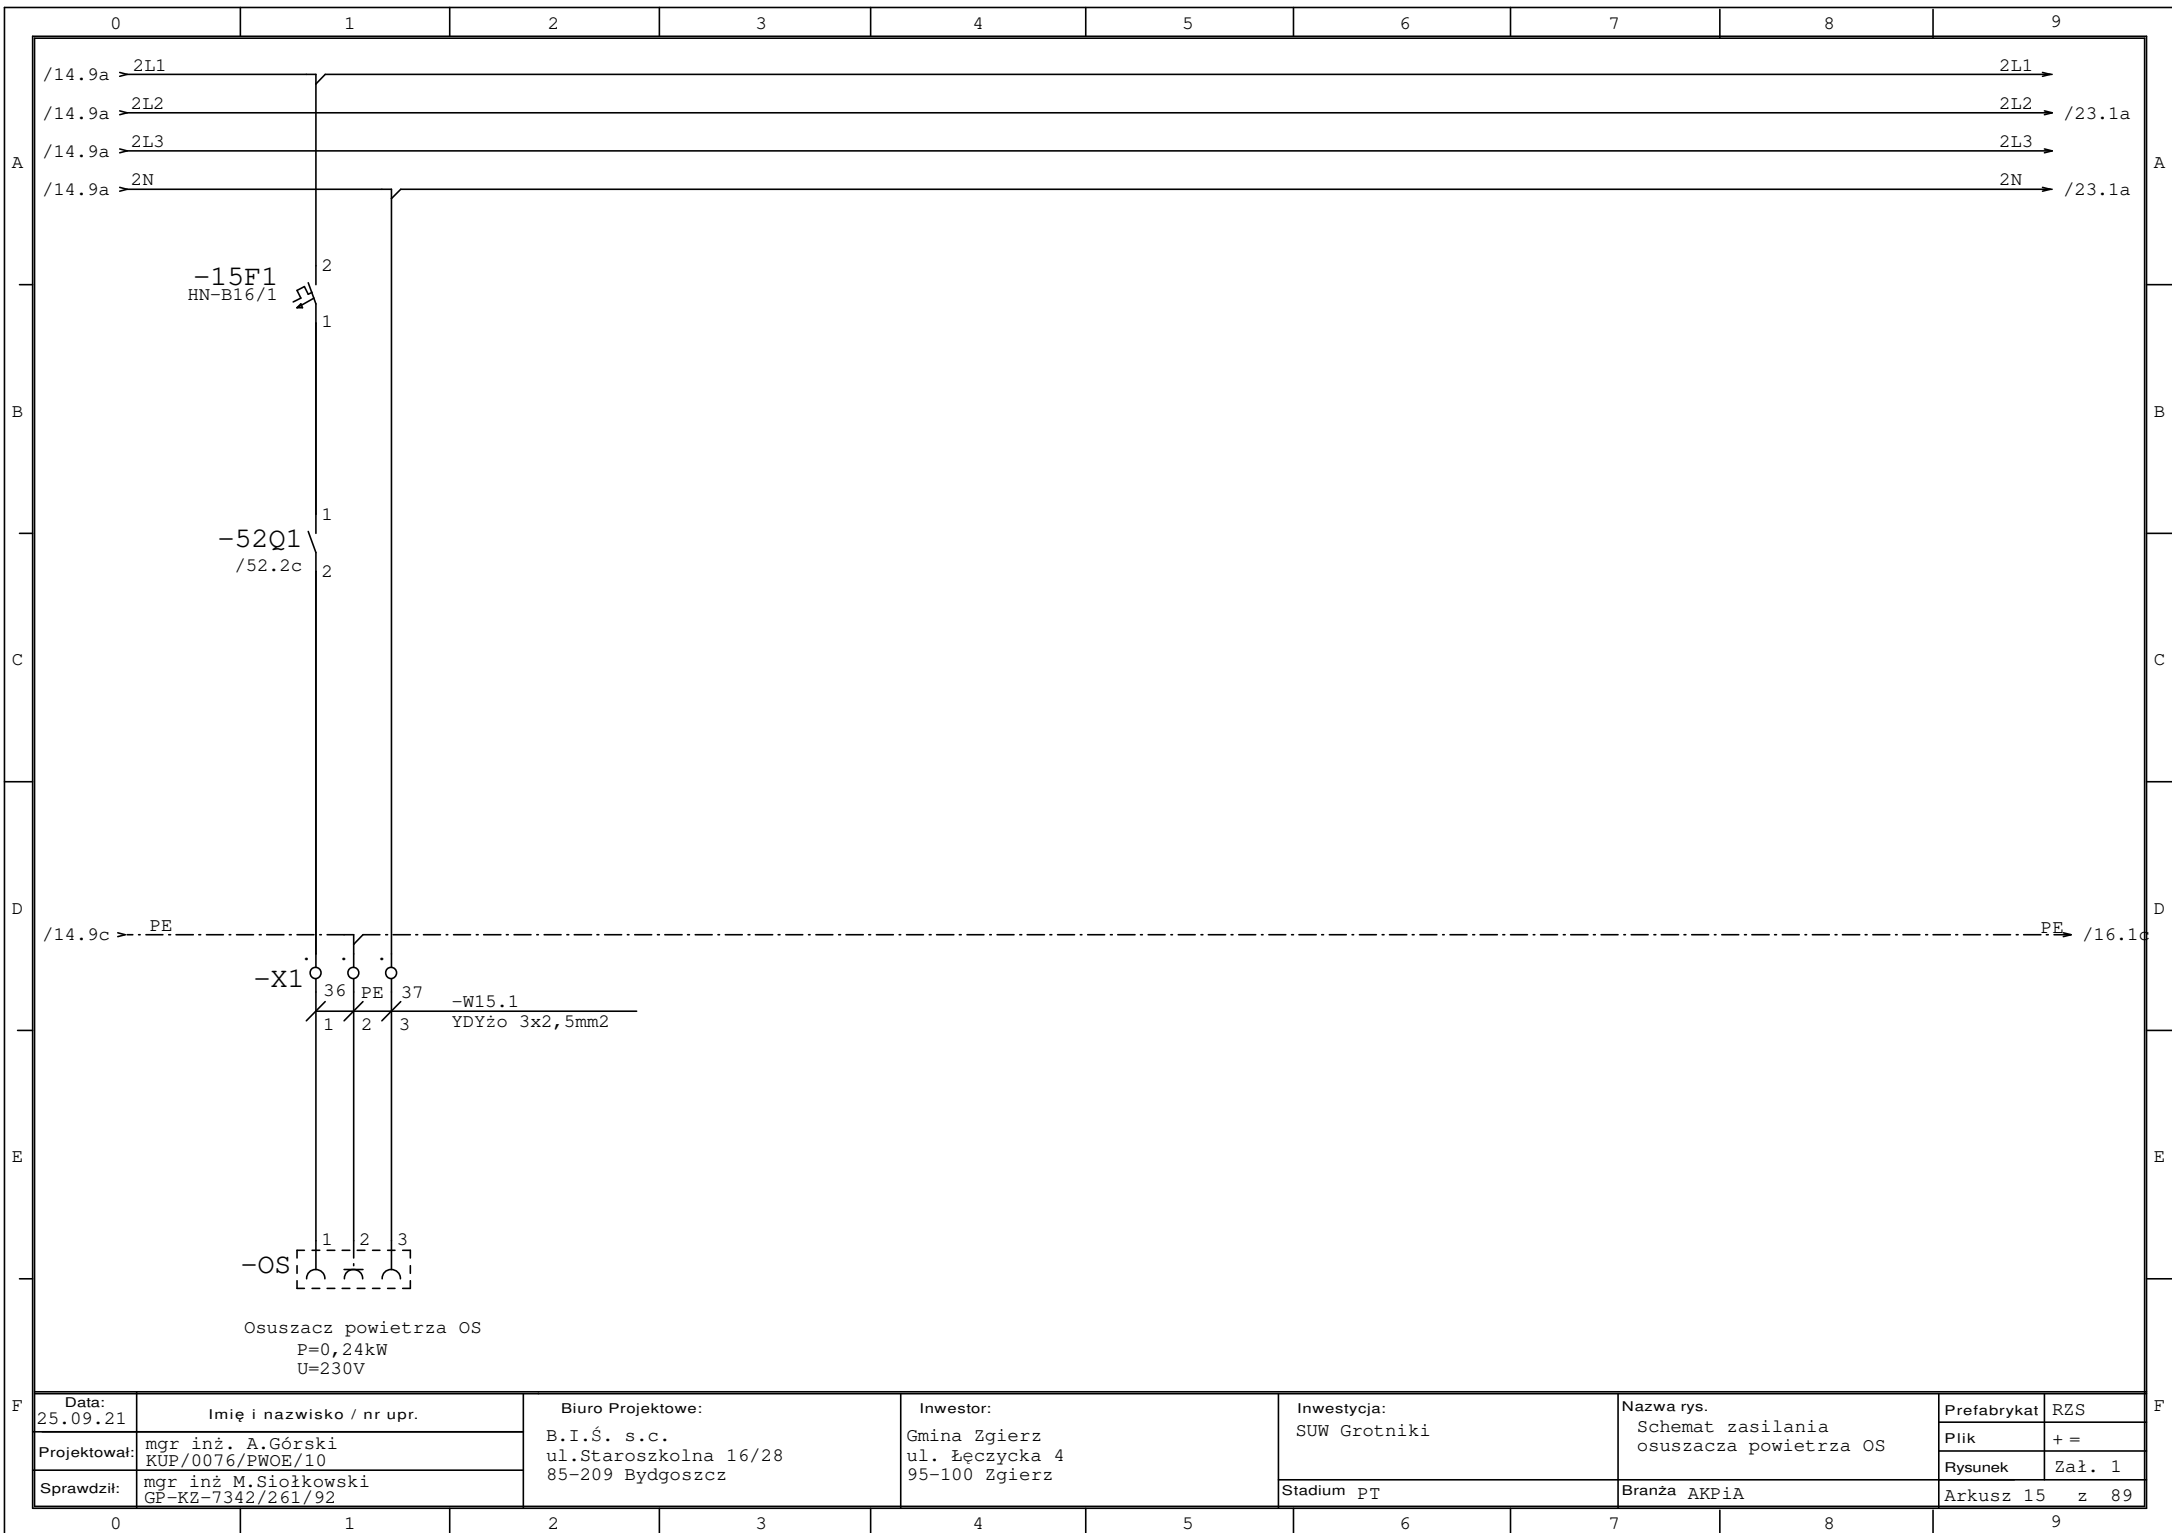 0 1 2 3 4 5 6 7 8 9
/14.9a 2L1 2L1
/14.9a 2L2 2L2 /23.1a
/14.9a 2L3 2L3
A A
/14.9a 2N 2N /23.1a
2
-15F1
HN-B16/1
1
B B
1
-52Q1
/52.2c 2
C C
D D
/14.9c PE PE /16.1c
-X1 36 PE 37
-W15.1
1 2 3 YDYżo 3x2,5mm2
E E
1 2 3
-OS
Osuszacz powietrza OS
P=0,24kW
U=230V
F F
Data:
25.09.21
Imię i nazwisko / nr upr.
Projektował:
mgr inż. A.Górski
KUP/0076/PWOE/10
Sprawdził:
mgr inż M.Siołkowski
GP-KZ-7342/261/92
Biuro Projektowe:
B.I.Ś. s.c.
ul.Staroszkolna 16/28
85-209 Bydgoszcz
Inwestor:
Gmina Zgierz
ul. Łęczycka 4
95-100 Zgierz
Inwestycja:
SUW Grotniki
Stadium PT
Nazwa rys.
Schemat zasilania
osuszacza powietrza OS
Branża AKPiA
Prefabrykat RZS
Plik + =
Rysunek Zał. 1
Arkusz 15 z 89
0 1 2 3 4 5 6 7 8 9